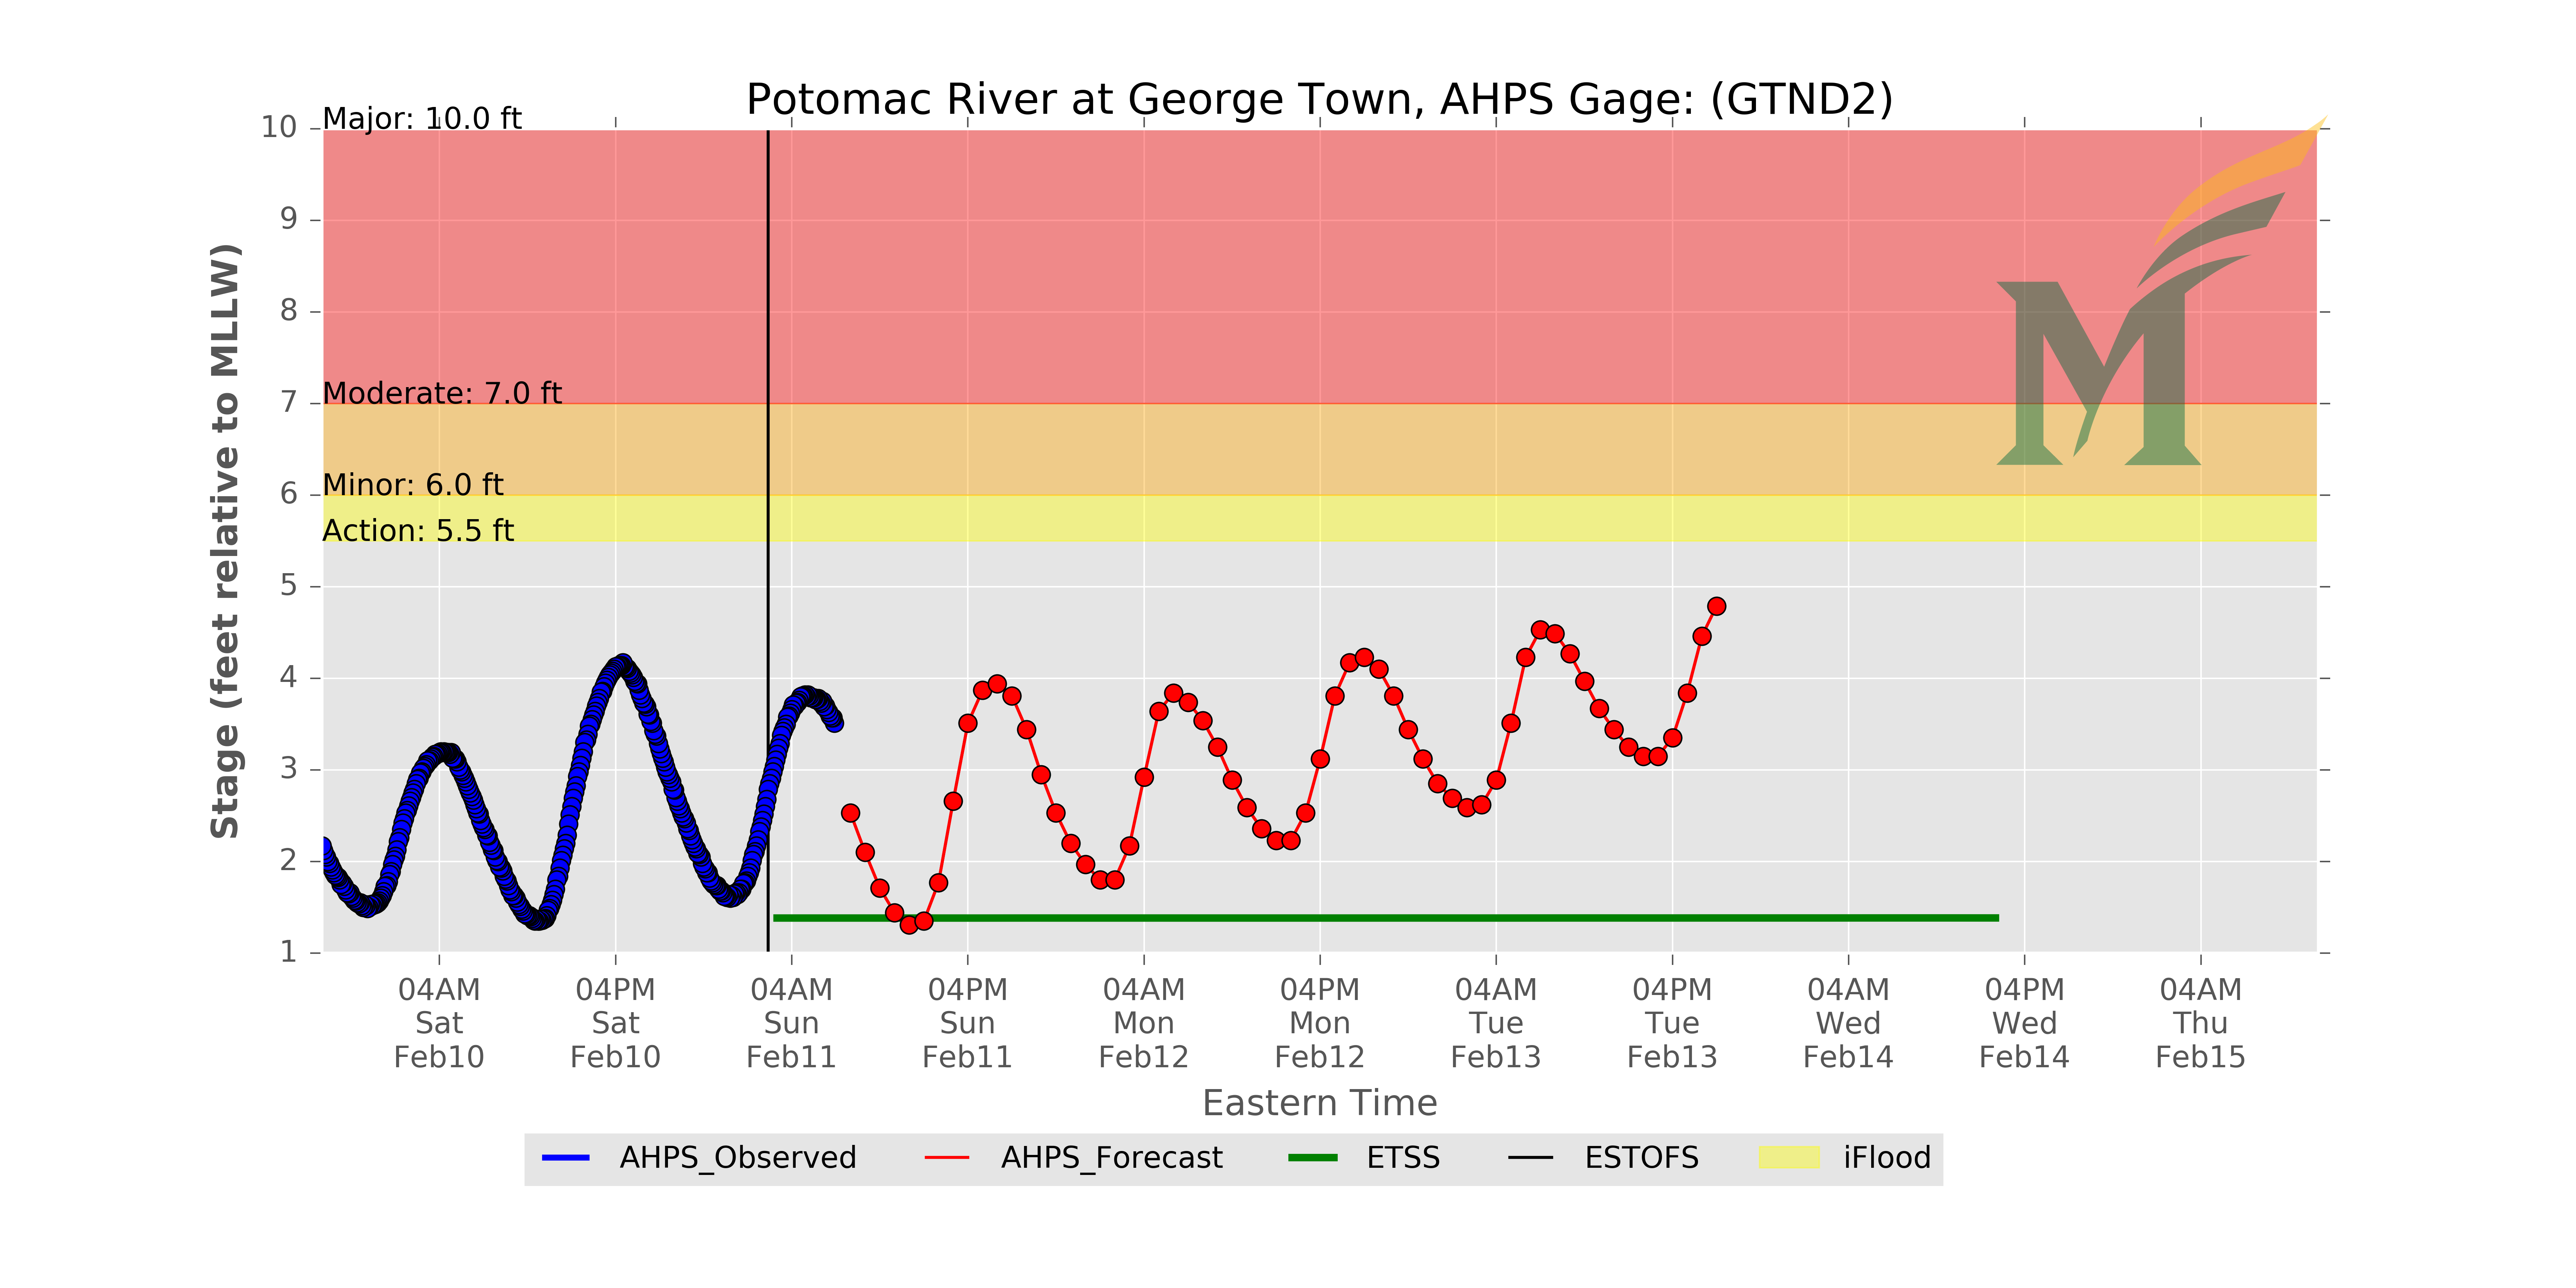 Potomac River at George Town, AHPS Gage: (GTND2)
Stage (feet relative to MLLW)
10
9
8
7
6
5
4
3
2
1
Major: 10.0 ft
Moderate: 7.0 ft
Minor: 6.0 ft
Action: 5.5 ft
M
04AM 04PM 04AM 04PM 04AM 04PM 04AM 04PM 04AM 04PM 04AM
Sat Sat Sun Sun Mon Mon Tue Tue Wed Wed Thu
Feb10 Feb10 Feb11 Feb11 Feb12 Feb12 Feb13 Feb13 Feb14 Feb14 Feb15
Eastern Time
AHPS_Observed AHPS_Forecast ETSS ESTOFS iFlood